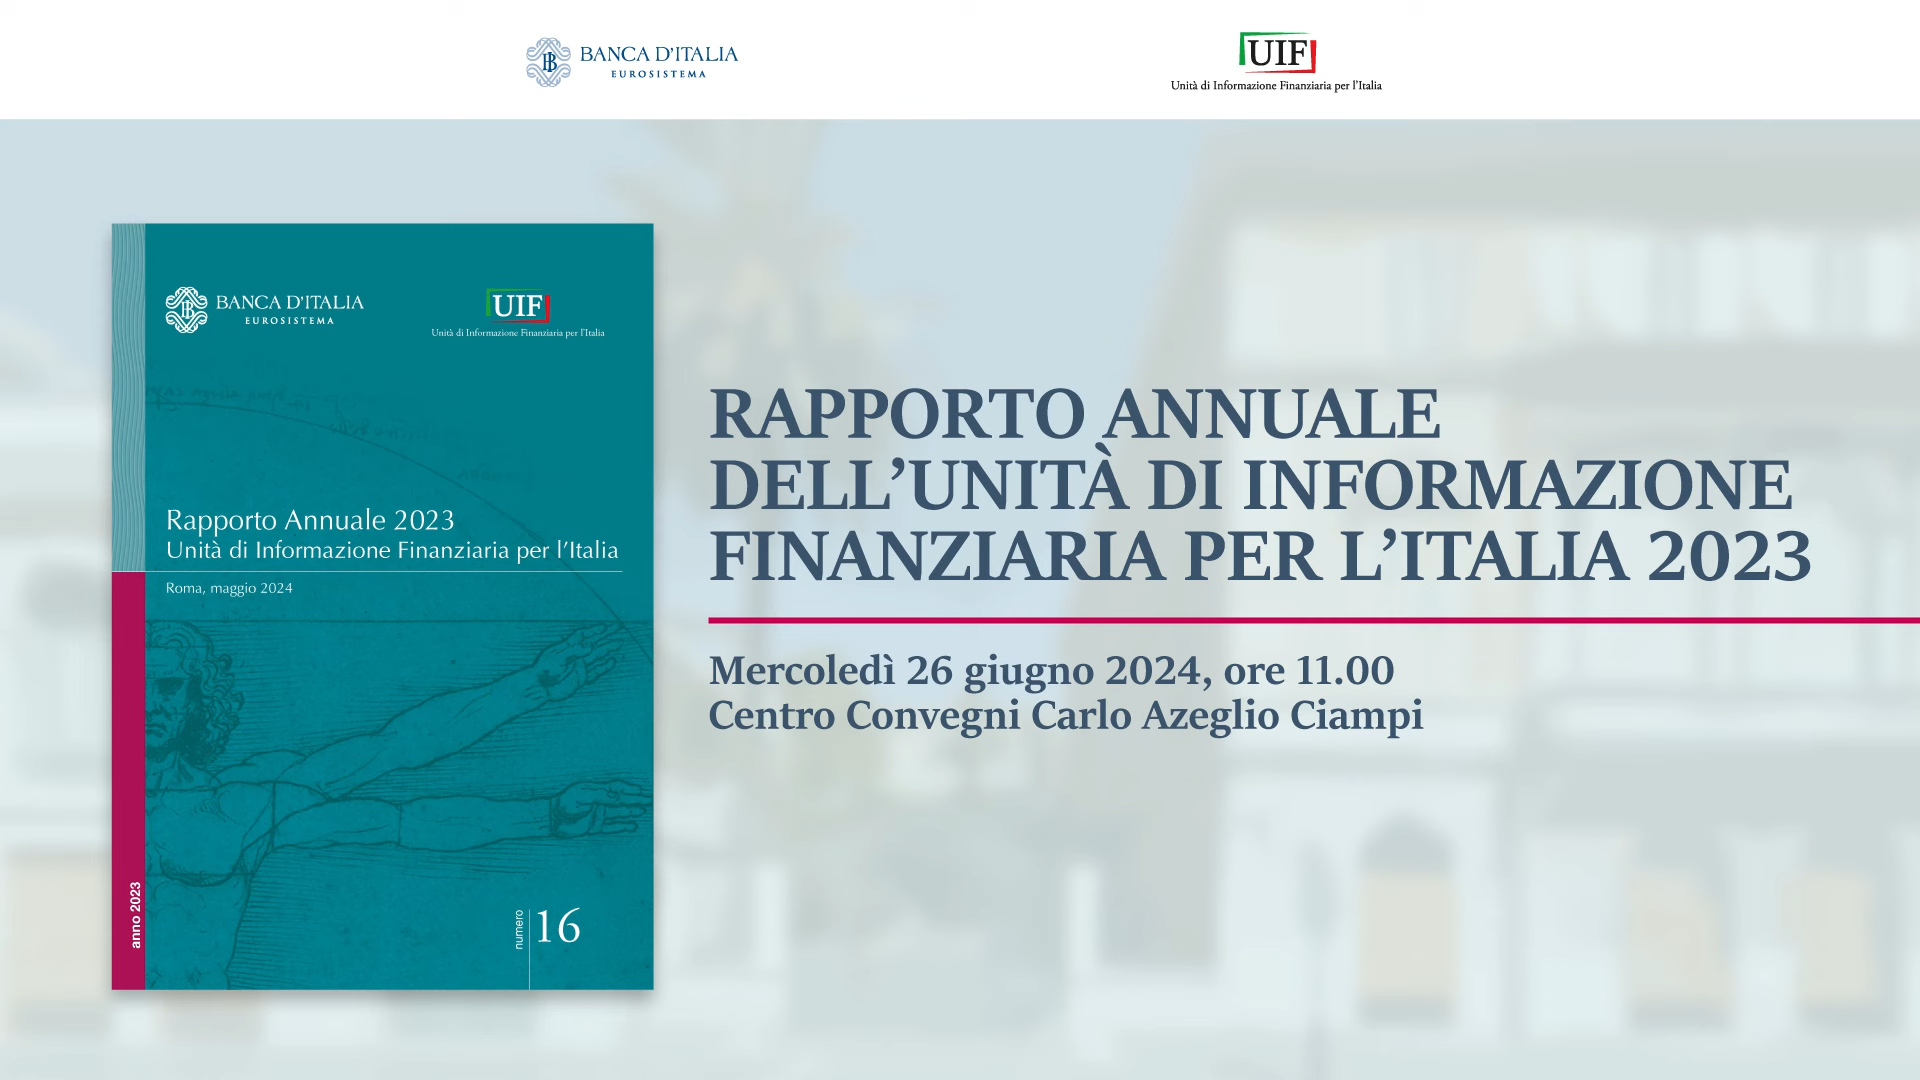 BANCA D'ITALIA
EUROSISTEMA
UIF
Unità di Informazione Finanziaria per l'Italia
BANCA D'ITALIA
EUROSISTEMA
UIF
Unità di Informazione Finanziaria per l'Italia
Rapporto Annuale 2023
Unità di Informazione Finanziaria per l'Italia
Roma, maggio 2024
anno 2023
numero
16
RAPPORTO ANNUALE
DELL'UNITÀ DI INFORMAZIONE
FINANZIARIA PER L'ITALIA 2023
Mercoledì 26 giugno 2024, ore 11.00
Centro Convegni Carlo Azeglio Ciampi